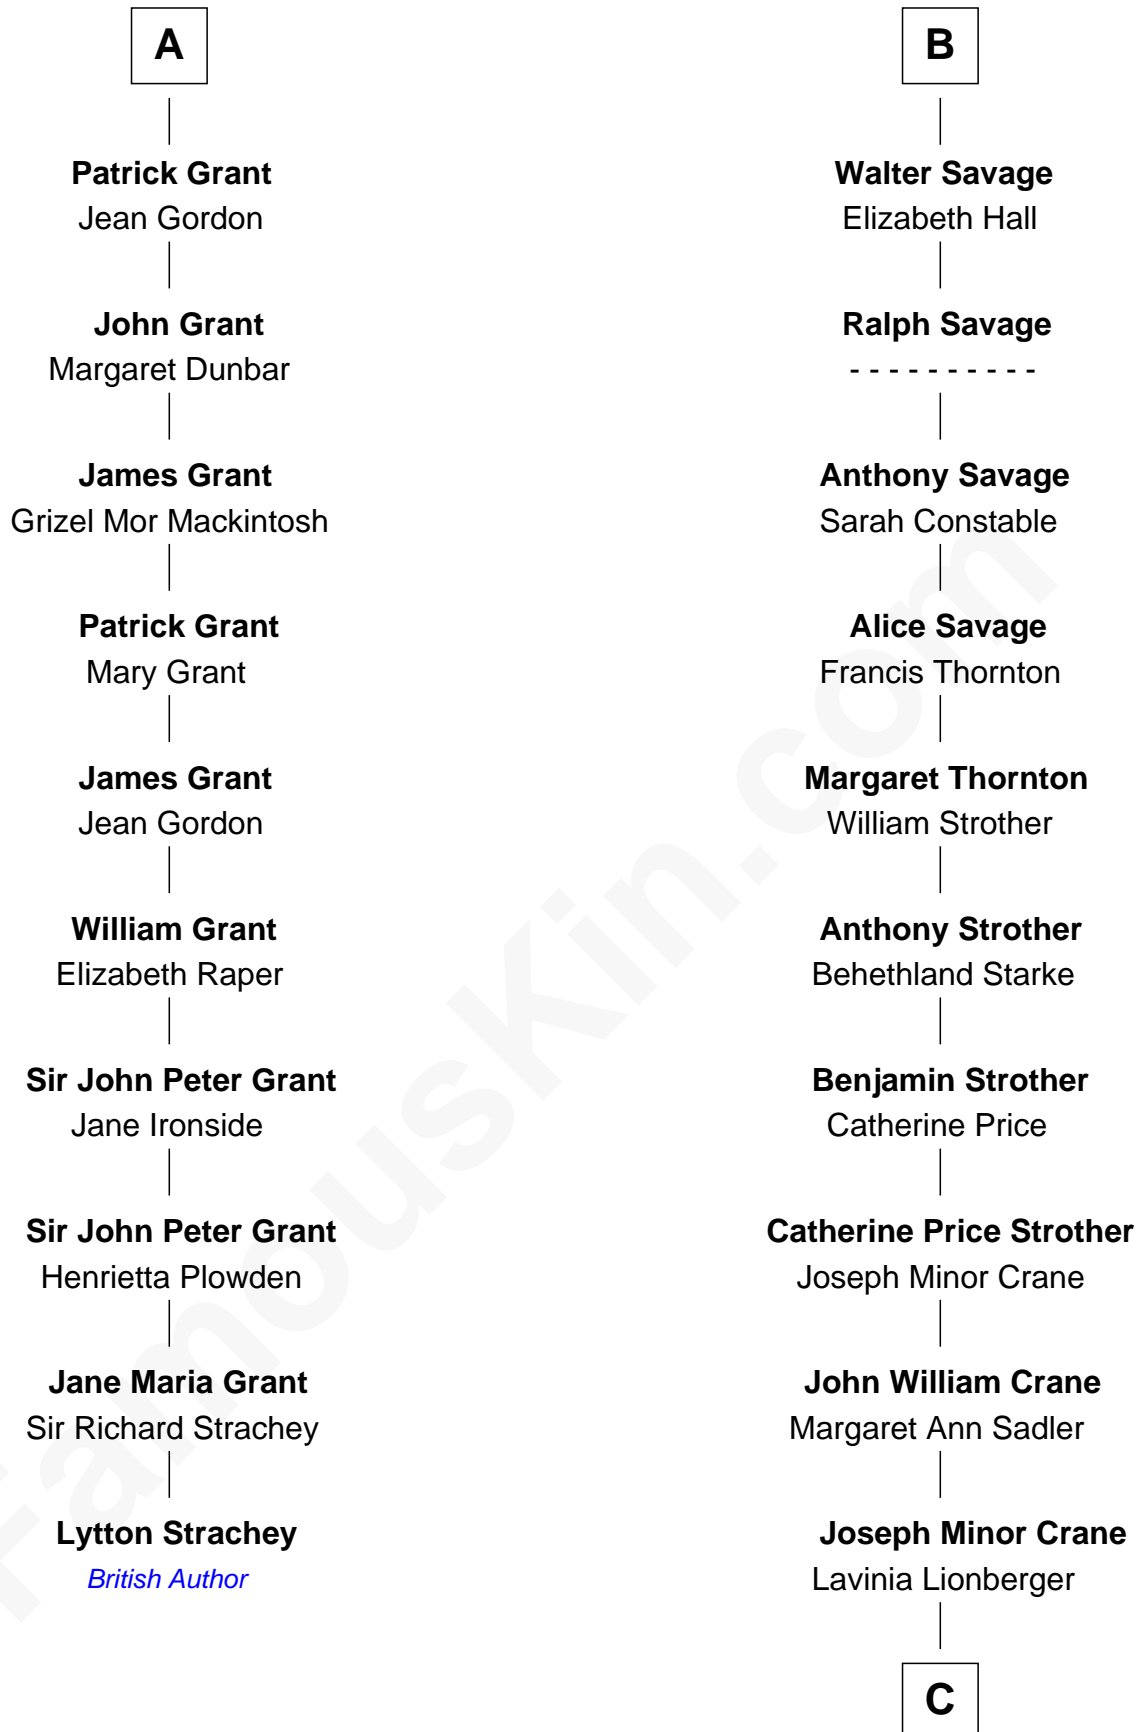 A
Patrick Grant
Jean Gordon
John Grant
Margaret Dunbar
James Grant
Grizel Mor Mackintosh
Patrick Grant
Mary Grant
James Grant
Jean Gordon
William Grant
Elizabeth Raper
Sir John Peter Grant
Jane Ironside
Sir John Peter Grant
Henrietta Plowden
Jane Maria Grant
Sir Richard Strachey
Lytton Strachey
British Author
B
Walter Savage
Elizabeth Hall
Ralph Savage
- - - - - - - - - -
Anthony Savage
Sarah Constable
Alice Savage
Francis Thornton
Margaret Thornton
William Strother
Anthony Strother
Behethland Starke
Benjamin Strother
Catherine Price
Catherine Price Strother
Joseph Minor Crane
John William Crane
Margaret Ann Sadler
Joseph Minor Crane
Lavinia Lionberger
C
FamousKin.com